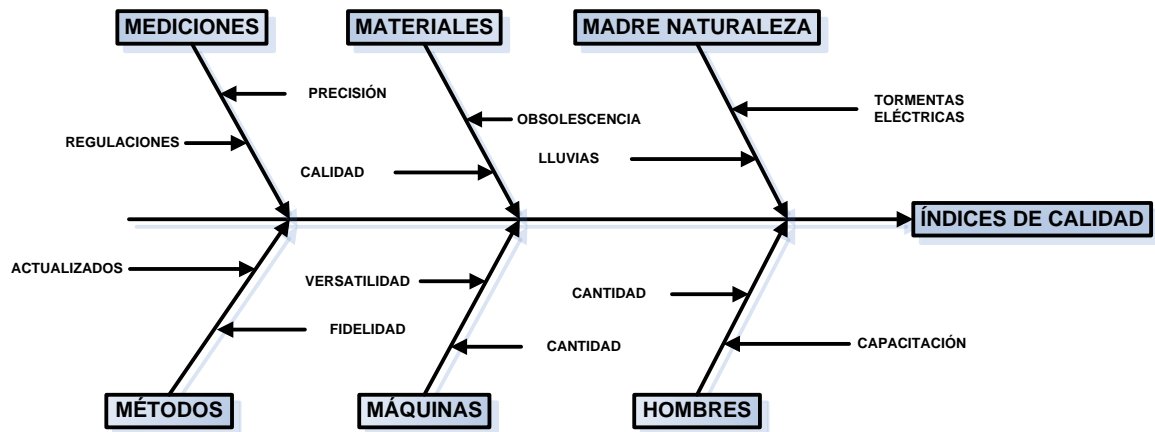 MEDICIONES
MATERIALES
MADRE NATURALEZA
PRECISIÓN
REGULACIONES
OBSOLESCENCIA
CALIDAD
TORMENTAS
ELÉCTRICAS
LLUVIAS
ÍNDICES DE CALIDAD
ACTUALIZADOS
FIDELIDAD
VERSATILIDAD
CANTIDAD
CANTIDAD
CAPACITACIÓN
MÉTODOS
MÁQUINAS
HOMBRES